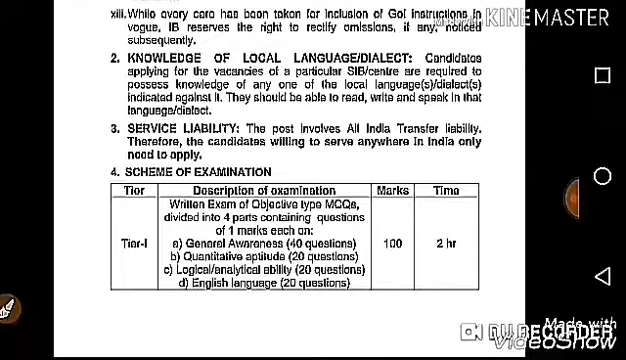 Made with
KINEMASTER
xiii. While every care has been taken for inclusion of GoI instructions in
vogue, IB reserves the right to rectify omissions, if any, noticed
subsequently.
2. KNOWLEDGE OF LOCAL LANGUAGE/DIALECT: Candidates
applying for the vacancies of a particular SIB/centre are required to
possess knowledge of any one of the local language(s)/dialect(s)
indicated against it. They should be able to read, write and speak in that
language/dialect.
3. SERVICE LIABILITY: The post involves All India Transfer liability.
Therefore, the candidates willing to serve anywhere in India only
need to apply.
4. SCHEME OF EXAMINATION
Tier Description of examination Marks Time
Written Exam of Objective type MCQs,
divided into 4 parts containing questions
of 1 marks each on:
Tier-I a) General Awareness (40 questions) 100 2 hr
b) Quantitative aptitude (20 questions)
c) Logical/analytical ability (20 questions)
d) English language (20 questions)
Made with
DU RECORDER
VideoShow